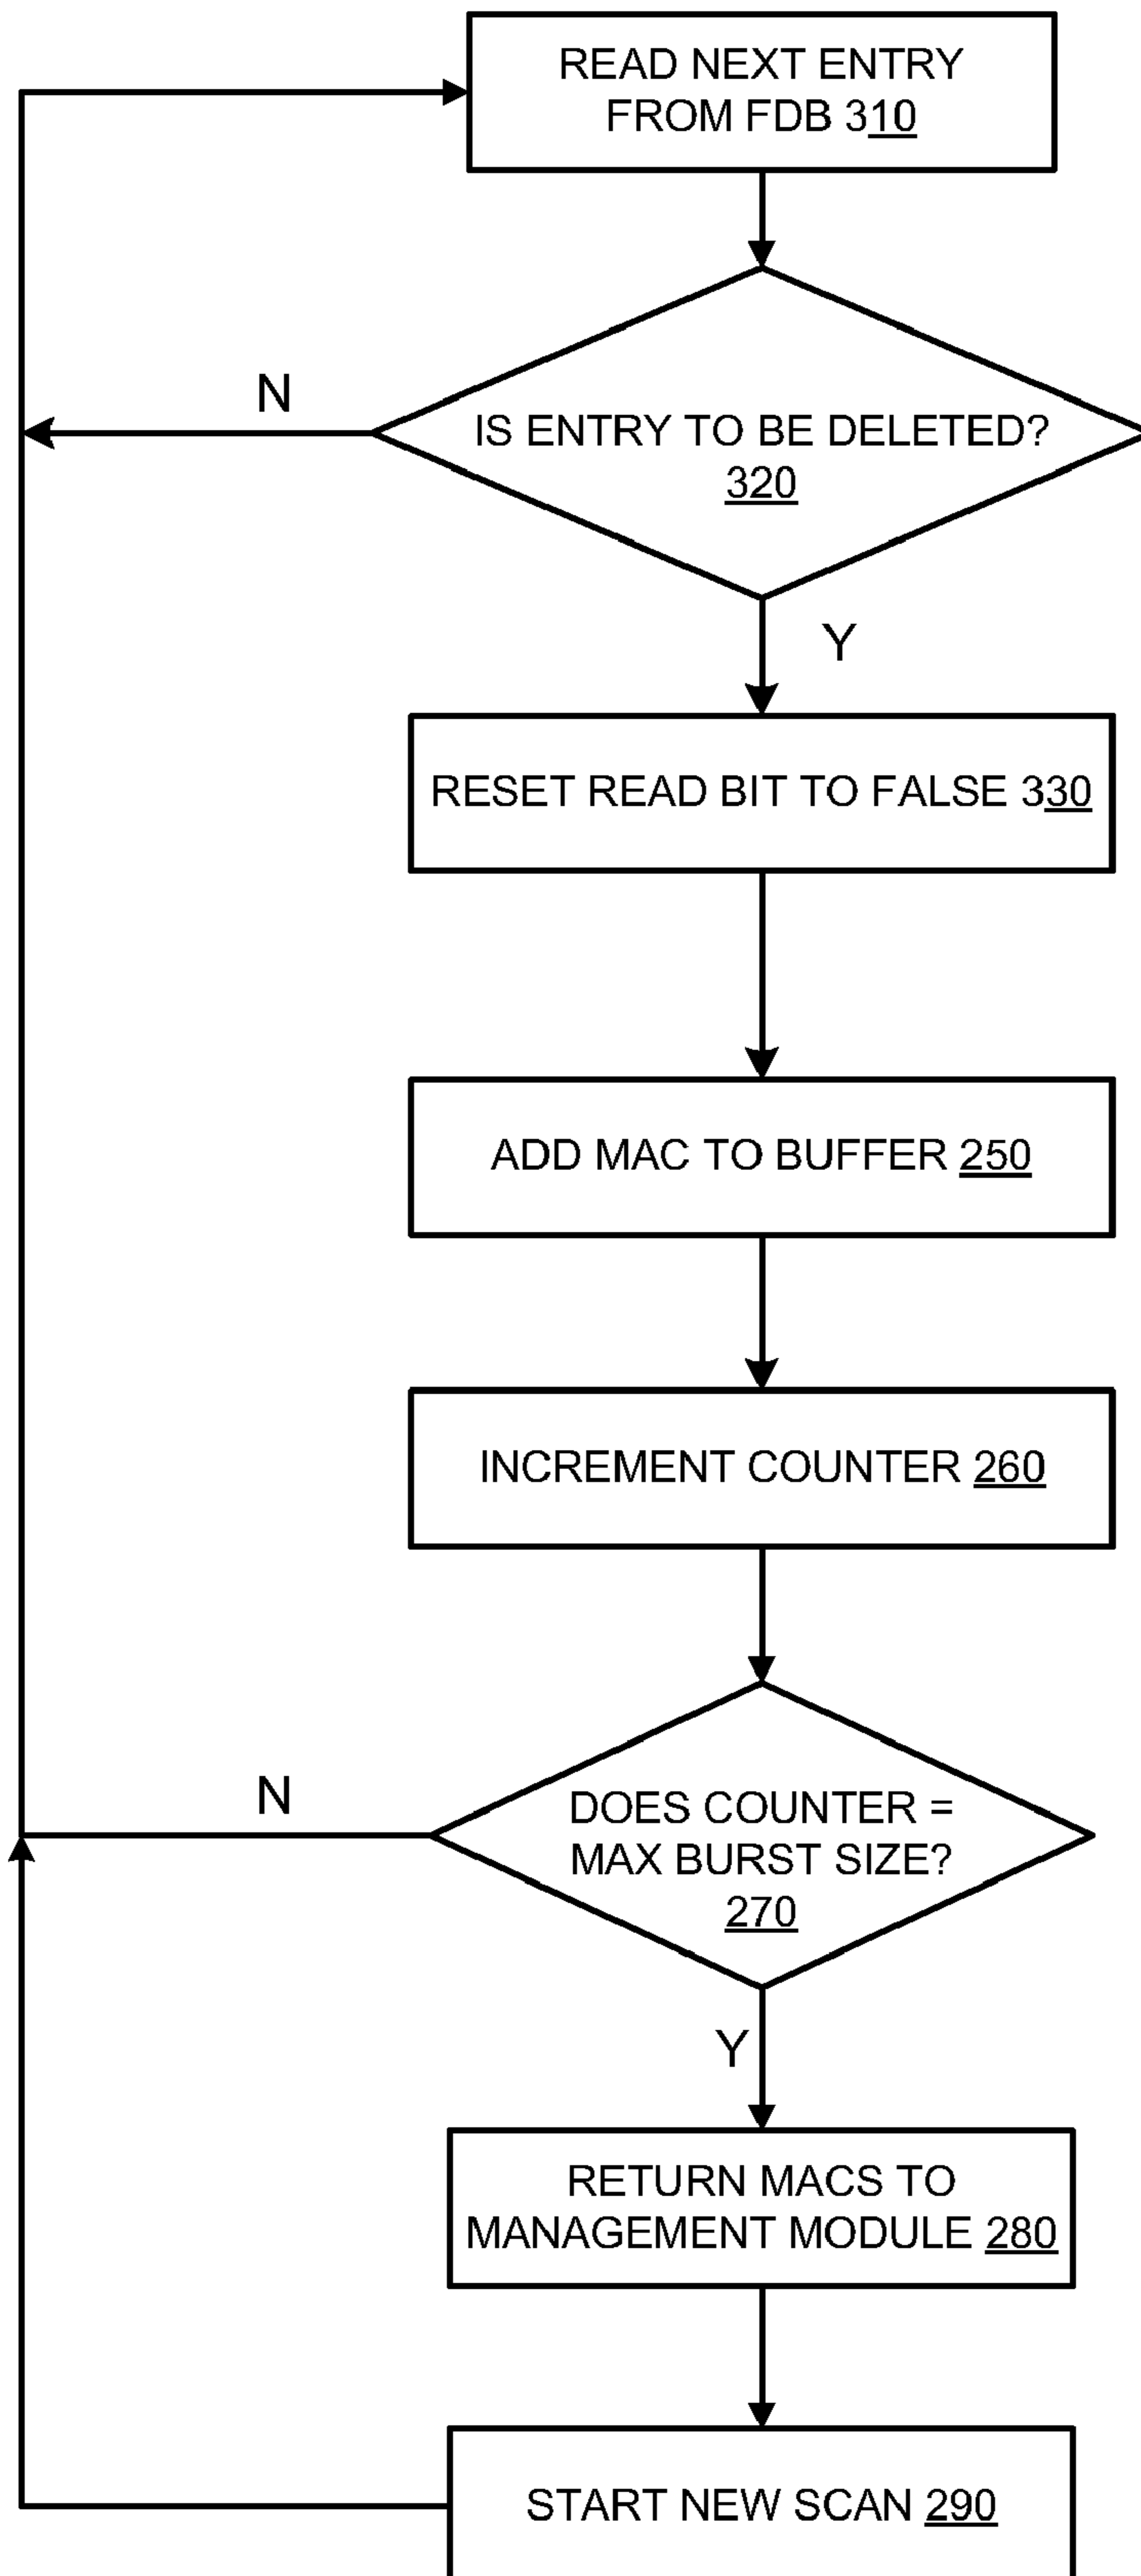 READ NEXT ENTRY
FROM FDB 310
N
IS ENTRY TO BE DELETED?
320
Y
RESET READ BIT TO FALSE 330
ADD MAC TO BUFFER 250
INCREMENT COUNTER 260
N
DOES COUNTER =
MAX BURST SIZE?
270
Y
RETURN MACS TO
MANAGEMENT MODULE 280
START NEW SCAN 290